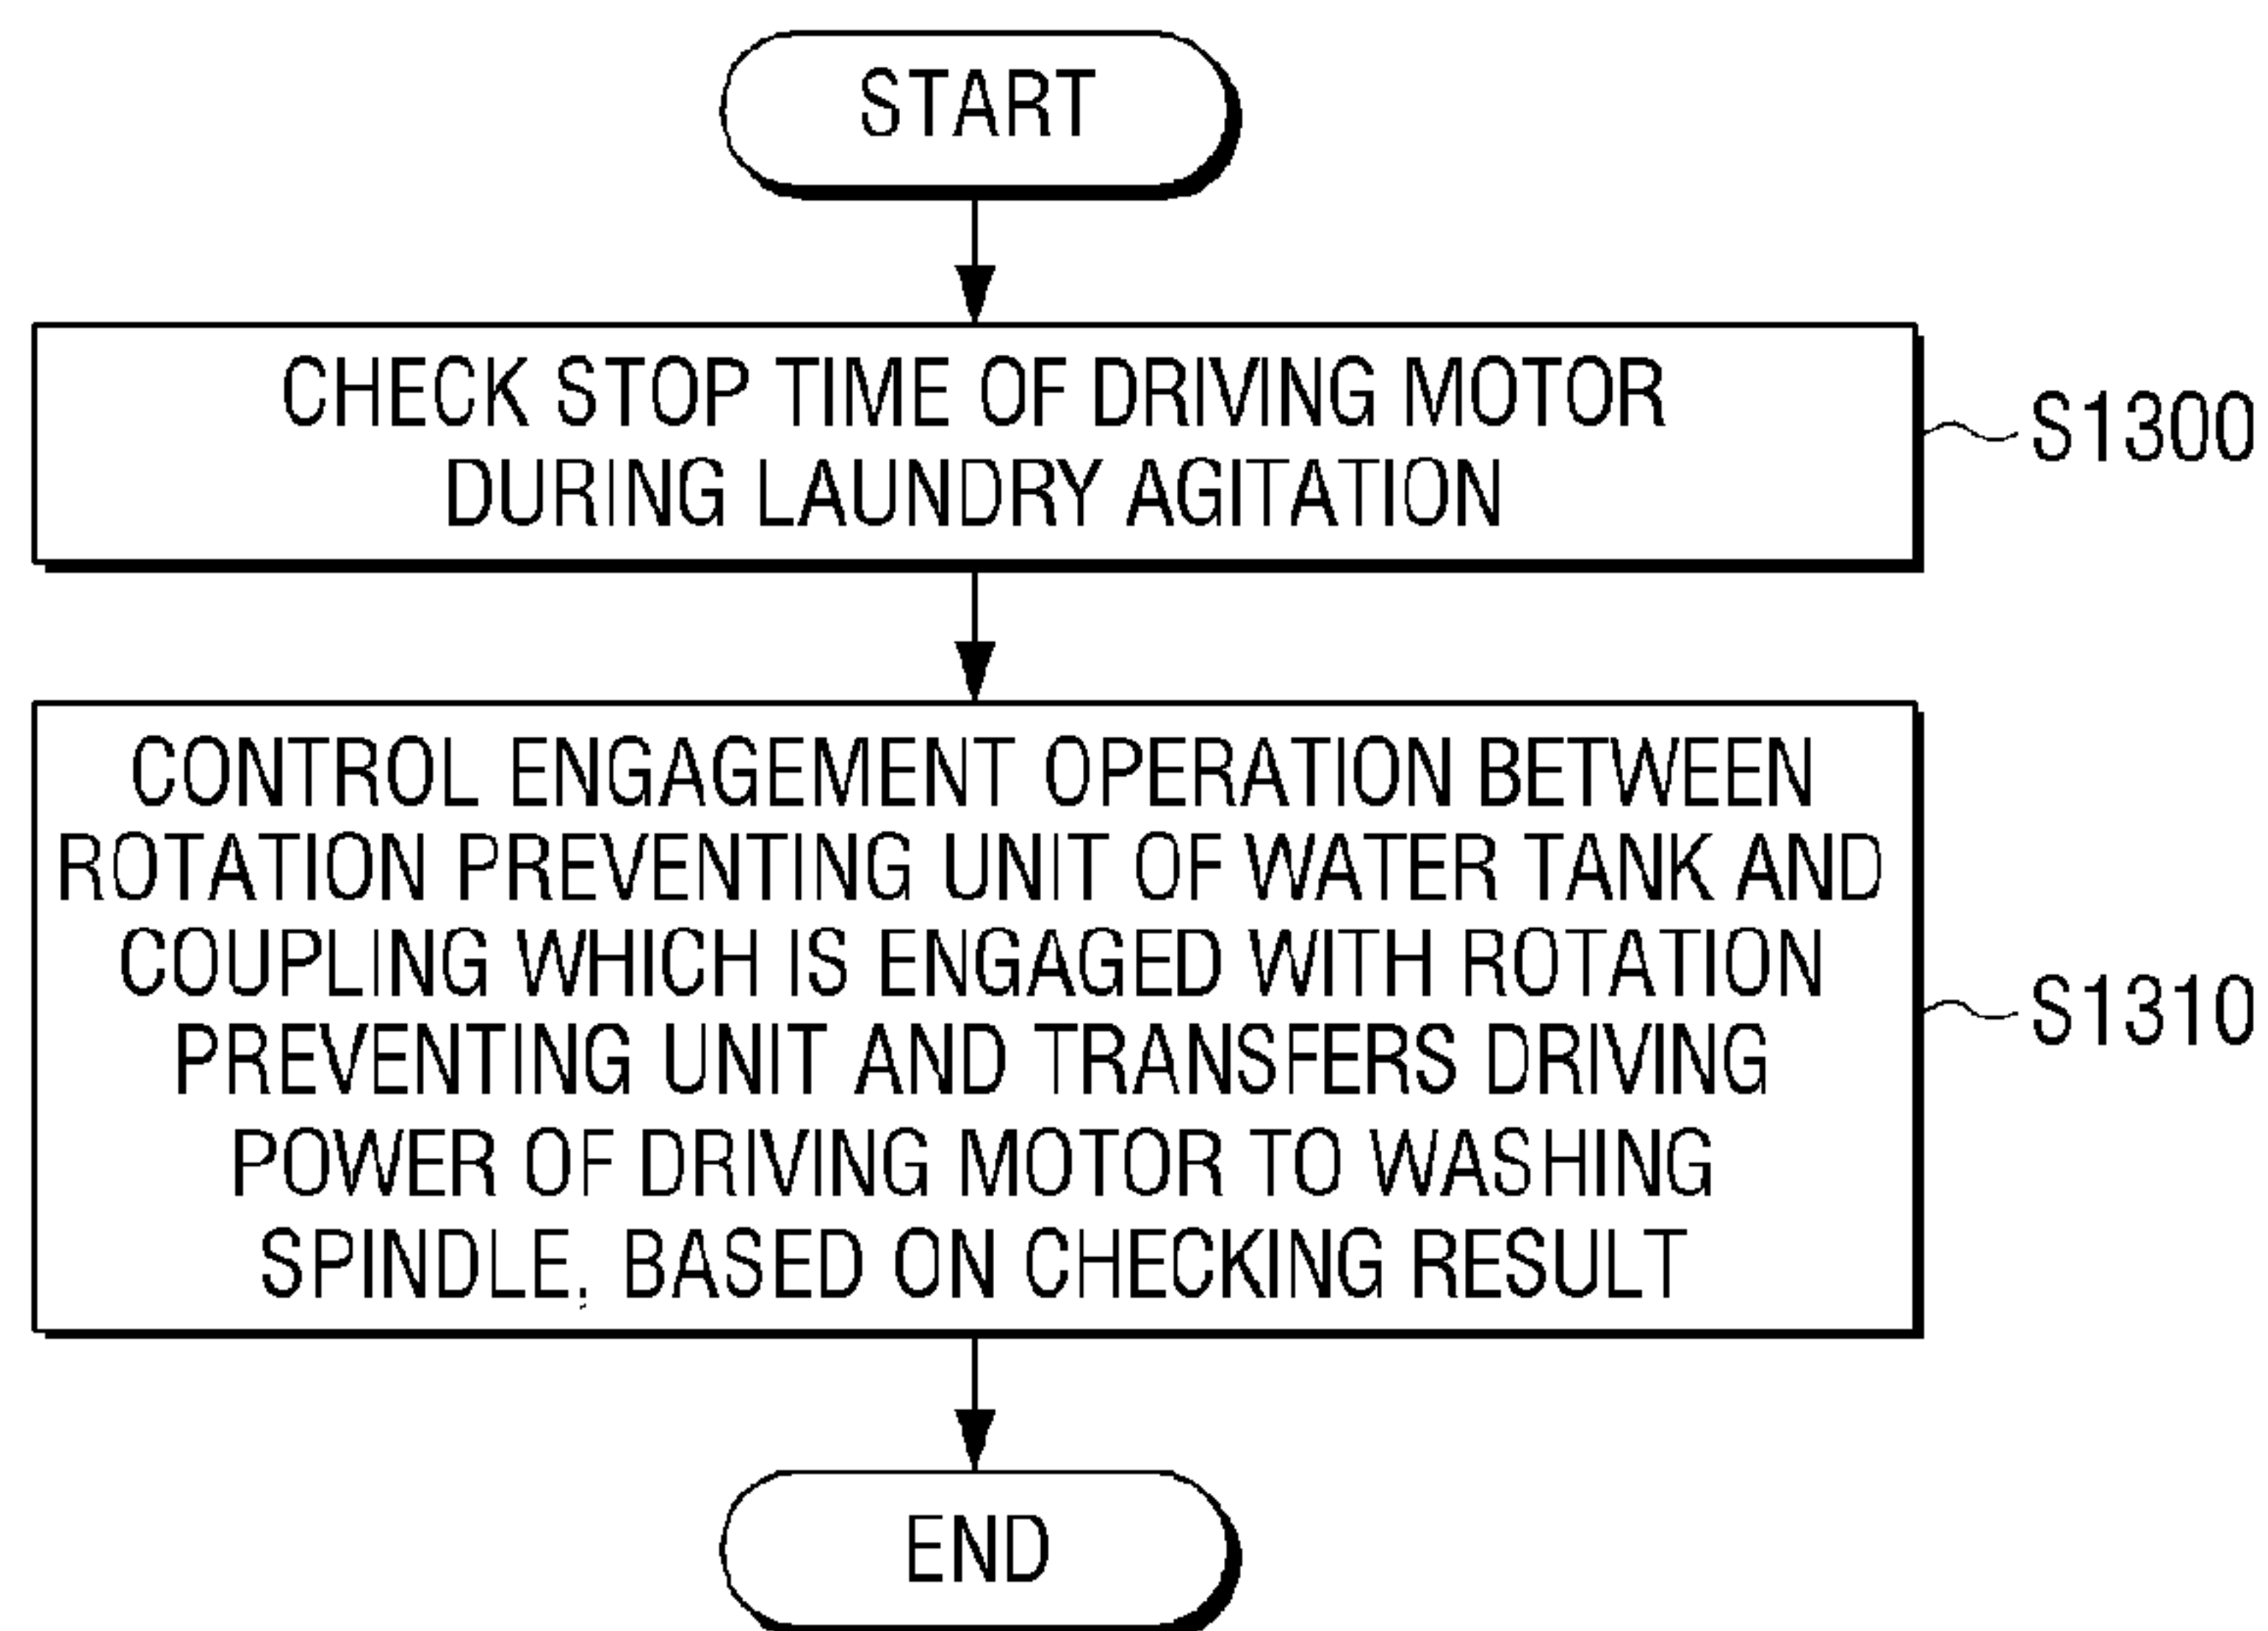 START
CHECK STOP TIME OF DRIVING MOTOR
DURING LAUNDRY AGITATION
S1300
CONTROL ENGAGEMENT OPERATION BETWEEN
ROTATION PREVENTING UNIT OF WATER TANK AND
COUPLING WHICH IS ENGAGED WITH ROTATION
PREVENTING UNIT AND TRANSFERS DRIVING
POWER OF DRIVING MOTOR TO WASHING
SPINDLE, BASED ON CHECKING RESULT
S1310
END